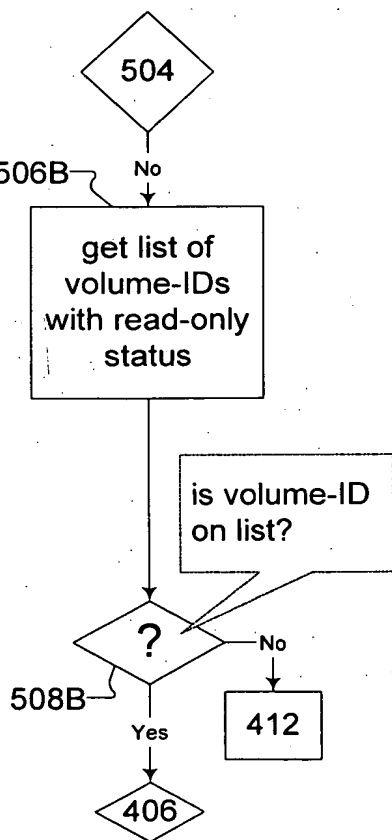 504
No
506B
get list of
volume-IDs
with read-only
status
is volume-ID
on list?
?
No
508B
412
Yes
406